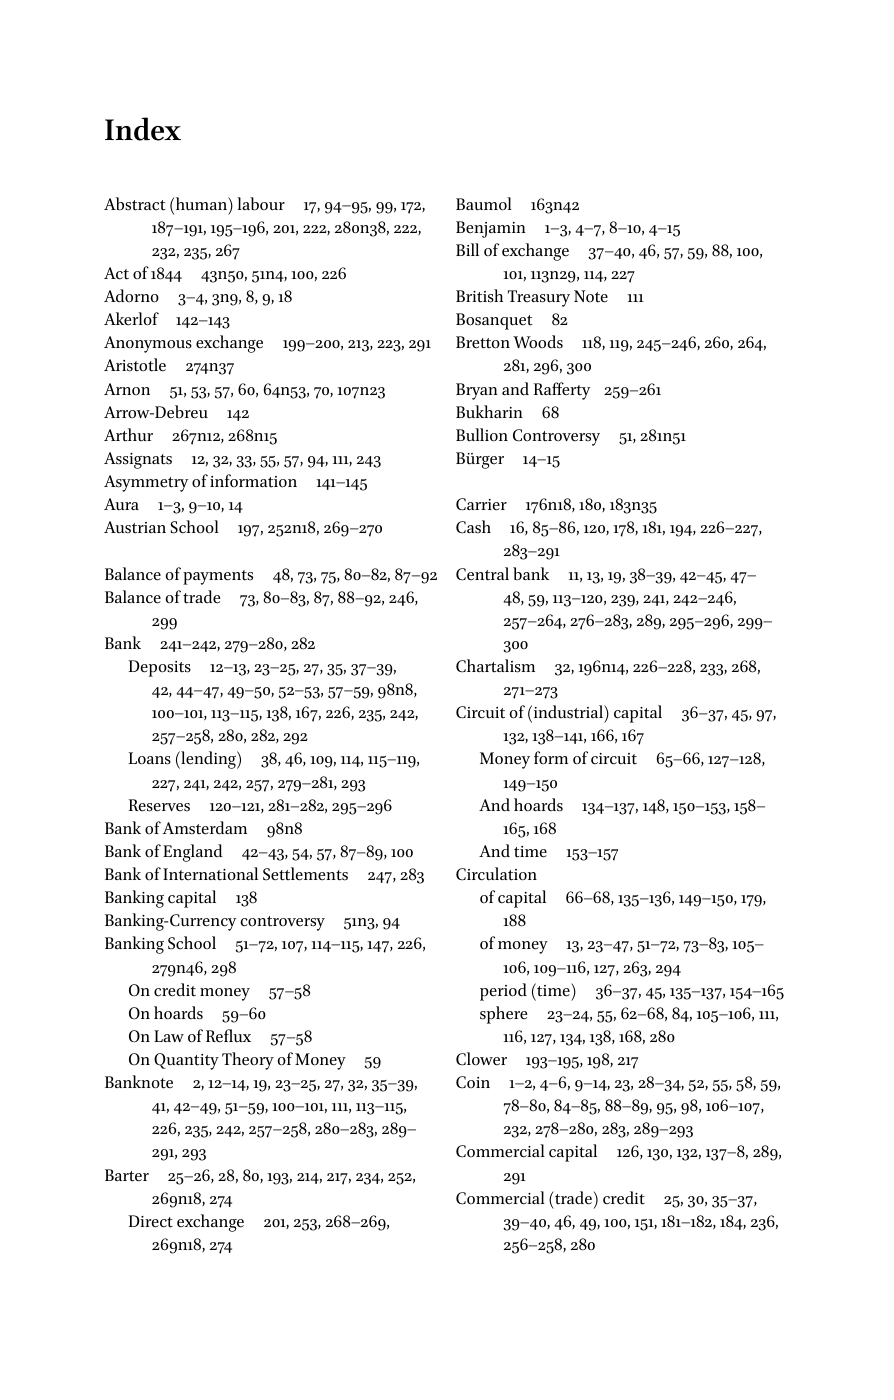 Index
Abstract (human) labour 17, 94–95, 99, 172,
187–191, 195–196, 201, 222, 280n38, 222,
232, 235, 267
Act of 1844 43n50, 51n4, 100, 226
Adorno 3–4, 3n9, 8, 9, 18
Akerlof 142–143
Anonymous exchange 199–200, 213, 223, 291
Aristotle 274n37
Arnon 51, 53, 57, 60, 64n53, 70, 107n23
Arrow-Debreu 142
Arthur 267n12, 268n15
Assignats 12, 32, 33, 55, 57, 94, 111, 243
Asymmetry of information 141–145
Aura 1–3, 9–10, 14
Austrian School 197, 252n18, 269–270
Balance of payments 48, 73, 75, 80–82, 87–92
Balance of trade 73, 80–83, 87, 88–92, 246,
299
Bank 241–242, 279–280, 282
Deposits 12–13, 23–25, 27, 35, 37–39,
42, 44–47, 49–50, 52–53, 57–59, 98n8,
100–101, 113–115, 138, 167, 226, 235, 242,
257–258, 280, 282, 292
Loans (lending) 38, 46, 109, 114, 115–119,
227, 241, 242, 257, 279–281, 293
Reserves 120–121, 281–282, 295–296
Bank of Amsterdam 98n8
Bank of England 42–43, 54, 57, 87–89, 100
Bank of International Settlements 247, 283
Banking capital 138
Banking-Currency controversy 51n3, 94
Banking School 51–72, 107, 114–115, 147, 226,
279n46, 298
On credit money 57–58
On hoards 59–60
On Law of Reflux 57–58
On Quantity Theory of Money 59
Banknote 2, 12–14, 19, 23–25, 27, 32, 35–39,
41, 42–49, 51–59, 100–101, 111, 113–115,
226, 235, 242, 257–258, 280–283, 289–
291, 293
Barter 25–26, 28, 80, 193, 214, 217, 234, 252,
269n18, 274
Direct exchange 201, 253, 268–269,
269n18, 274
Baumol 163n42
Benjamin 1–3, 4–7, 8–10, 4–15
Bill of exchange 37–40, 46, 57, 59, 88, 100,
101, 113n29, 114, 227
British Treasury Note 111
Bosanquet 82
Bretton Woods 118, 119, 245–246, 260, 264,
281, 296, 300
Bryan and Rafferty 259–261
Bukharin 68
Bullion Controversy 51, 281n51
Bürger 14–15
Carrier 176n18, 180, 183n35
Cash 16, 85–86, 120, 178, 181, 194, 226–227,
283–291
Central bank 11, 13, 19, 38–39, 42–45, 47–
48, 59, 113–120, 239, 241, 242–246,
257–264, 276–283, 289, 295–296, 299–
300
Chartalism 32, 196n14, 226–228, 233, 268,
271–273
Circuit of (industrial) capital 36–37, 45, 97,
132, 138–141, 166, 167
Money form of circuit 65–66, 127–128,
149–150
And hoards 134–137, 148, 150–153, 158–
165, 168
And time 153–157
Circulation
of capital 66–68, 135–136, 149–150, 179,
188
of money 13, 23–47, 51–72, 73–83, 105–
106, 109–116, 127, 263, 294
period (time) 36–37, 45, 135–137, 154–165
sphere 23–24, 55, 62–68, 84, 105–106, 111,
116, 127, 134, 138, 168, 280
Clower 193–195, 198, 217
Coin 1–2, 4–6, 9–14, 23, 28–34, 52, 55, 58, 59,
78–80, 84–85, 88–89, 95, 98, 106–107,
232, 278–280, 283, 289–293
Commercial capital 126, 130, 132, 137–8, 289,
291
Commercial (trade) credit 25, 30, 35–37,
39–40, 46, 49, 100, 151, 181–182, 184, 236,
256–258, 280